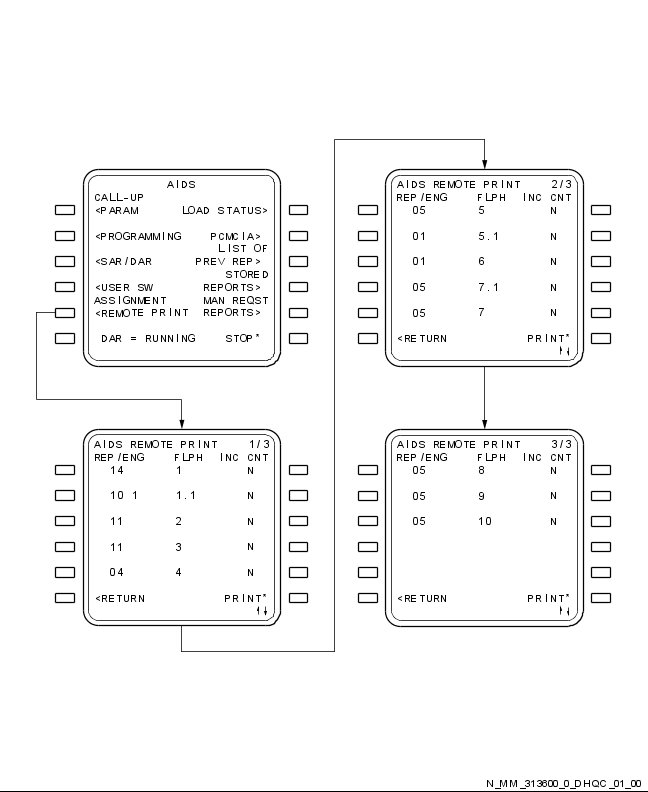 AIDS
CALL-UP
<PARAM LOAD STATUS>
<PROGRAMMING PCMCIA>
LIST OF
<SAR/DAR PREV REP>
STORED
<USER SW REPORTS>
ASSIGNMENT MAN REQST
<REMOTE PRINT REPORTS>
DAR = RUNNING STOP*
AIDS REMOTE PRINT 1/3
REP/ENG FLPH INC CNT
14 1 N
10 1 1.1 N
11 2 N
11 3 N
04 4 N
<RETURN PRINT*
↑↓
AIDS REMOTE PRINT 2/3
REP/ENG FLPH INC CNT
05 5 N
01 5.1 N
01 6 N
05 7.1 N
05 7 N
<RETURN PRINT*
↑↓
AIDS REMOTE PRINT 3/3
REP/ENG FLPH INC CNT
05 8 N
05 9 N
05 10 N
<RETURN PRINT*
↑↓
N_MM_313600_0_DHQC_01_00